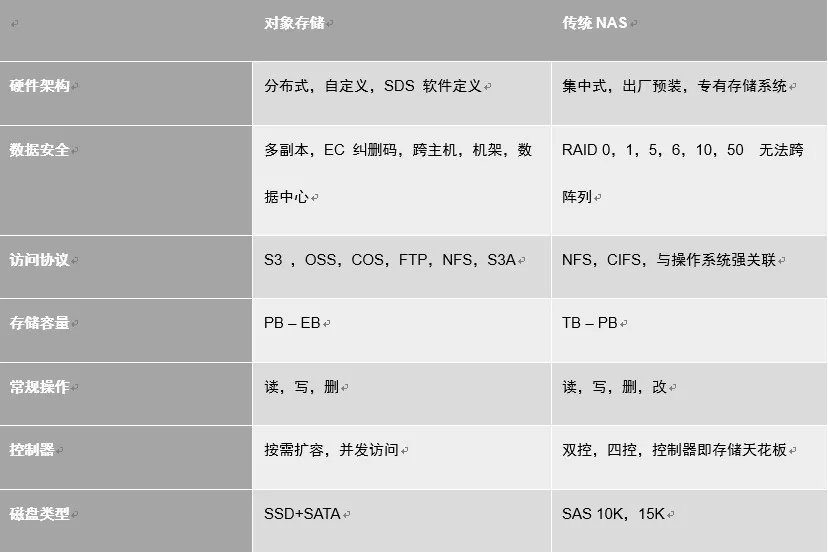 对象存储 传统 NAS
硬件架构 分布式，自定义，SDS 软件定义 集中式，出厂预装，专有存储系统
数据安全 多副本，EC 纠删码，跨主机，机架，数 RAID 0，1，5，6，10，50 无法跨
据中心 阵列
访问协议 S3 ，OSS，COS，FTP，NFS，S3A NFS，CIFS，与操作系统强关联
存储容量 PB – EB TB – PB
常规操作 读，写，删 读，写，删，改
控制器 按需扩容，并发访问 双控，四控，控制器即存储天花板
磁盘类型 SSD+SATA SAS 10K，15K